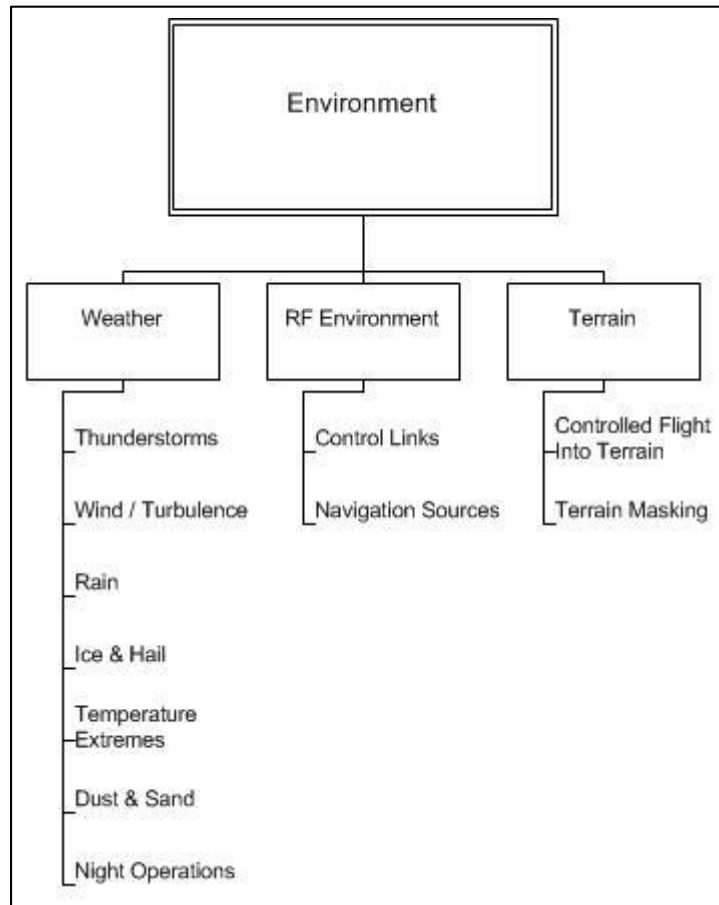 Environment
Weather
RF Environment
Terrain
Thunderstorms
Wind / Turbulence
Rain
Ice & Hail
Temperature
Extremes
Dust & Sand
Night Operations
Control Links
Navigation Sources
Controlled Flight
Into Terrain
Terrain Masking